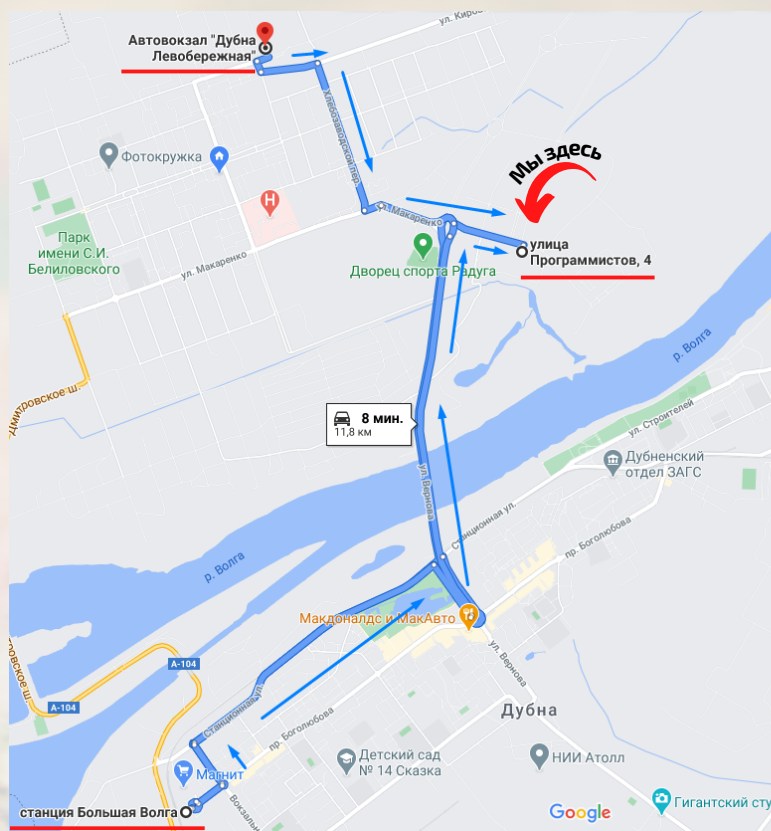 ул. Киров
Автовокзал "Дубна
Левобережная"
Хлебозаводской пер.
Фотокружка
Мы здесь
H
ул. Макаренко
улица
Программистов, 4
Парк
имени С.И.
Белиловского
Дворец спорта Радуга
ул. Макаренко
р. Волга
Дмитровское ш.
8 мин.
11,8 км
ул. Строителей
Дубненский
отдел ЗАГС
ул. Вернова
Станционная ул.
пр. Боголюбова
р. Волга
Макдоналдс и МакАвто
ул. Вернова
А-104
ровское ш.
А-104
Станционная ул.
пр. Боголюбова
Дубна
Детский сад
№ 14 Сказка
НИИ Атолл
Магнит
Гигантский сту
станция Большая Волга
Вокзальн
Google